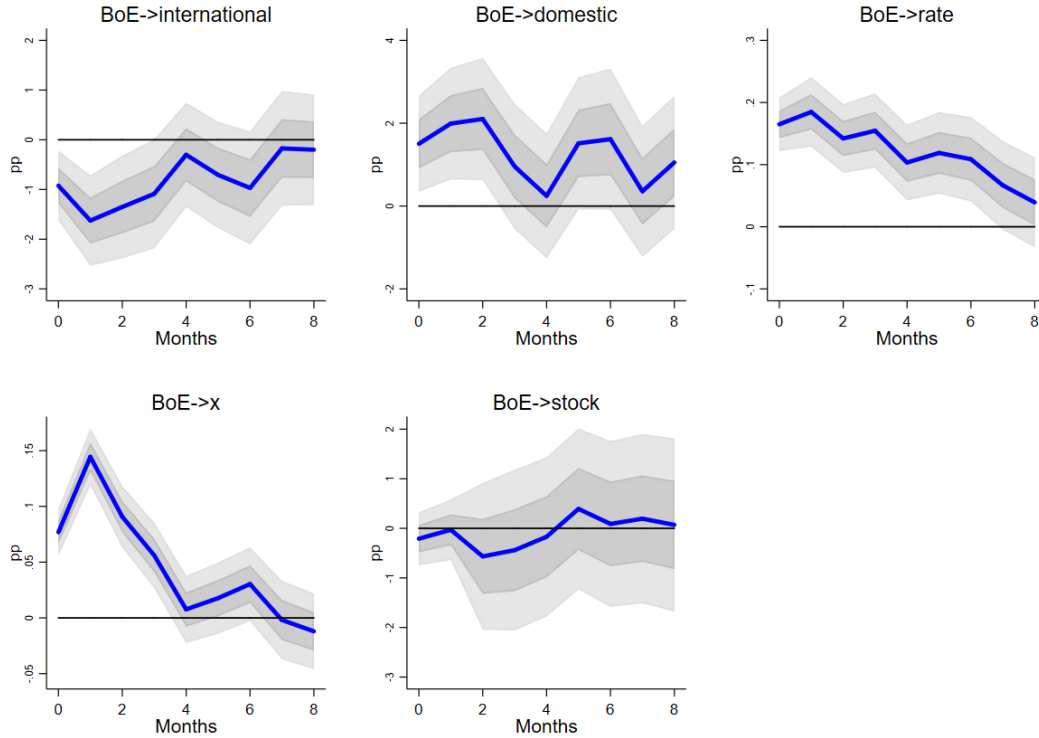 BoE->international
BoE->domestic
BoE->rate
2
1
0
-1
-2
-3
pp
0 2 4 6 8
Months
4
2
0
-2
pp
0 2 4 6 8
Months
.3
.2
.1
0
-.1
pp
0 2 4 6 8
Months
BoE->x
BoE->stock
.15
.1
.05
0
-.05
pp
0 2 4 6 8
Months
2
1
0
-1
-2
-3
pp
0 2 4 6 8
Months